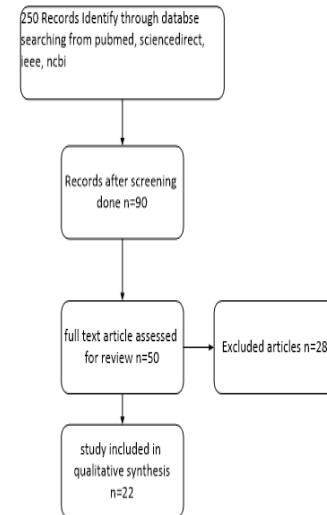 250 Records Identify through databse
searching from pubmed, sciencedirect,
ieee, ncbi
Records after screening
done n=90
full text article assessed
for review n=50
Excluded articles n=28
study included in
qualitative synthesis
n=22